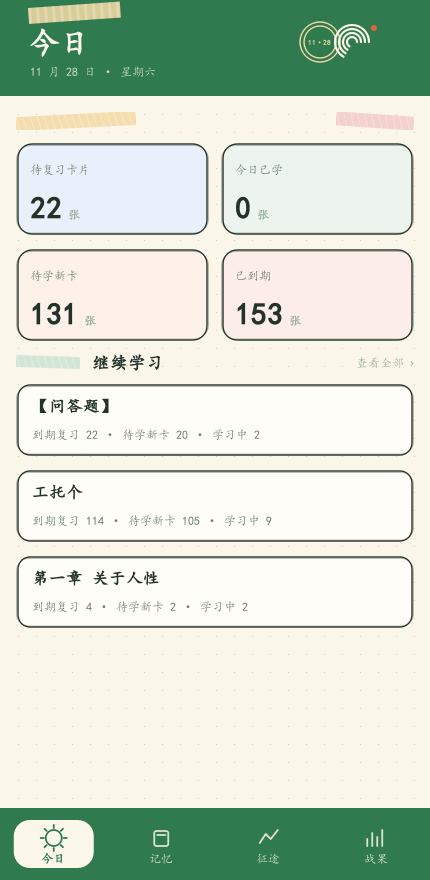 今日
11 月 28 日 • 星期六
11 • 28
待复习卡片
22 张
今日已学
0 张
待学新卡
131 张
已到期
153 张
继续学习
查看全部 ›
【问答题】
到期复习 22 • 待学新卡 20 • 学习中 2
工托个
到期复习 114 • 待学新卡 105 • 学习中 9
第一章 关于人性
到期复习 4 • 待学新卡 2 • 学习中 2
今日
记忆
征途
战果